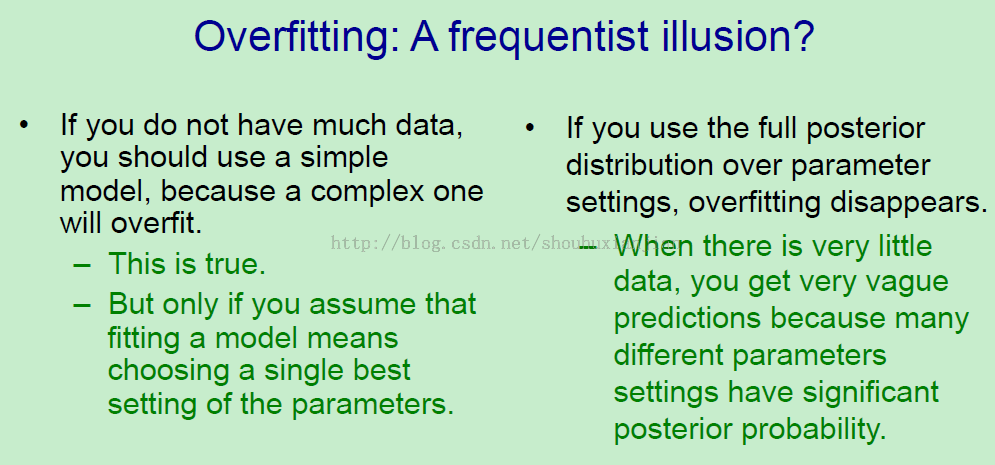 Overfitting: A frequentist illusion?
• If you do not have much data,
you should use a simple
model, because a complex one
will overfit.
– This is true.
– But only if you assume that
fitting a model means
choosing a single best
setting of the parameters.
• If you use the full posterior
distribution over parameter
settings, overfitting disappears.
– When there is very little
data, you get very vague
predictions because many
different parameters
settings have significant
posterior probability.
http://blog.csdn.net/